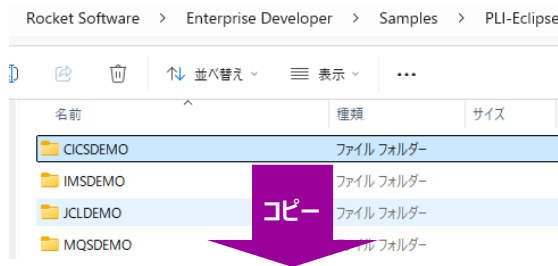 Rocket Software > Enterprise Developer > Samples > PLI-Eclipse
並べ替え 表示 ...
名前 種類 サイズ
CICSDEMO ファイル フォルダー
IMSDEMO ファイル フォルダー
JCLDEMO ファイル フォルダー
MQSDEMO ファイル フォルダー
コピー